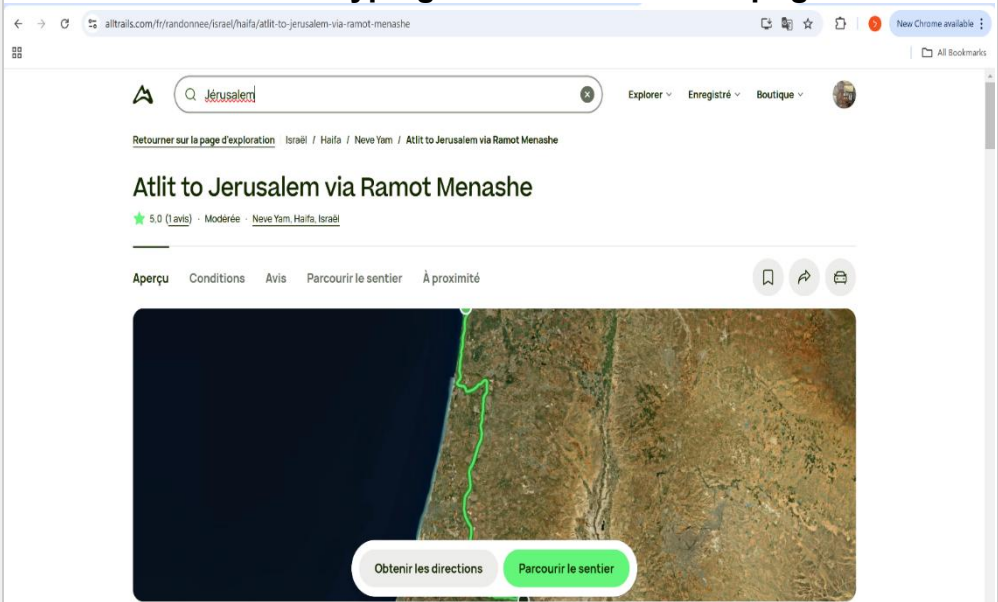 alltrails.com/fr/randonnee/israel/haifa/atlit-to-jerusalem-via-ramot-menashe
New Chrome available
All Bookmarks
Jérusalem
Explorer
Enregistré
Boutique
Retourner sur la page d'exploration Israël / Haifa / Neve Yam / Atlit to Jerusalem via Ramot Menashe
Atlit to Jerusalem via Ramot Menashe
5,0 (1 avis) · Modérée · Neve Yam, Haifa, Israël
Aperçu Conditions Avis Parcourir le sentier À proximité
Obtenir les directions Parcourir le sentier